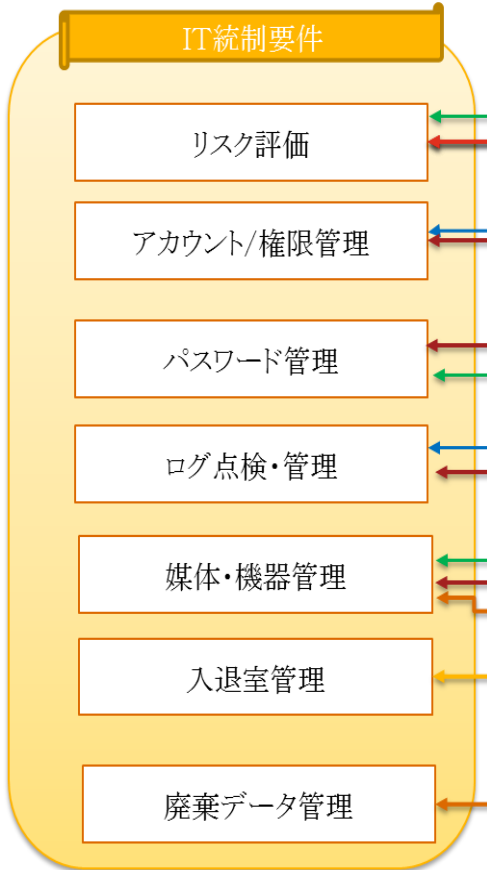 IT統制要件
リスク評価
アカウント/権限管理
パスワード管理
ログ点検・管理
媒体・機器管理
入退室管理
廃棄データ管理